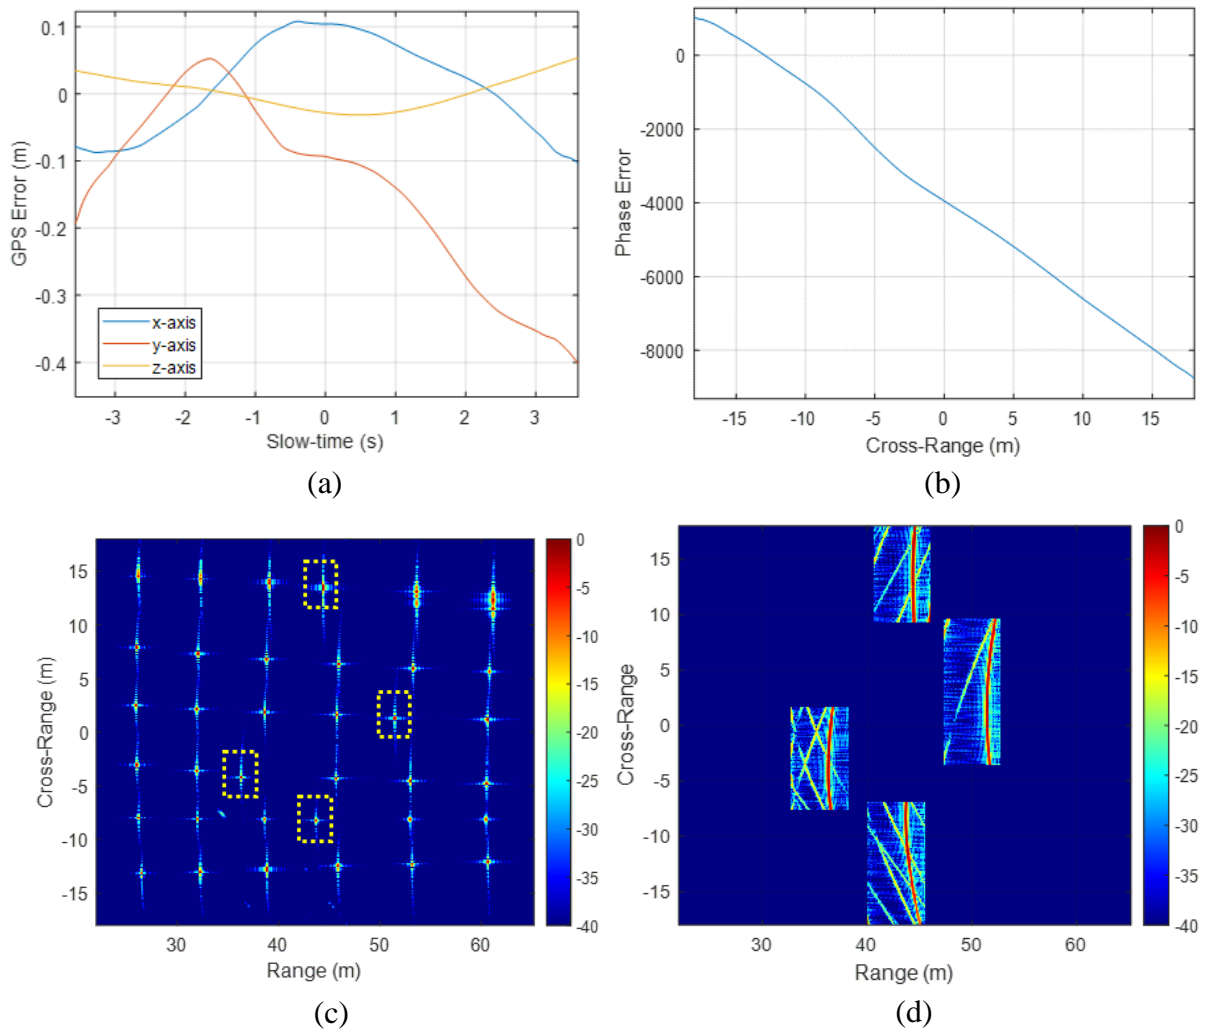 0.1
0
-0.1
-0.2
-0.3
-0.4
GPS Error (m)
x-axis
y-axis
z-axis
-3 -2 -1 0 1 2 3
Slow-time (s)
(a)
0
-2000
-4000
-6000
-8000
Phase Error
-15 -10 -5 0 5 10 15
Cross-Range (m)
(b)
15
10
5
0
-5
-10
-15
Cross-Range (m)
30 40 50 60
Range (m)
0
-5
-10
-15
-20
-25
-30
-35
-40
(c)
15
10
5
0
-5
-10
-15
Cross-Range
30 40 50 60
Range (m)
0
-5
-10
-15
-20
-25
-30
-35
-40
(d)